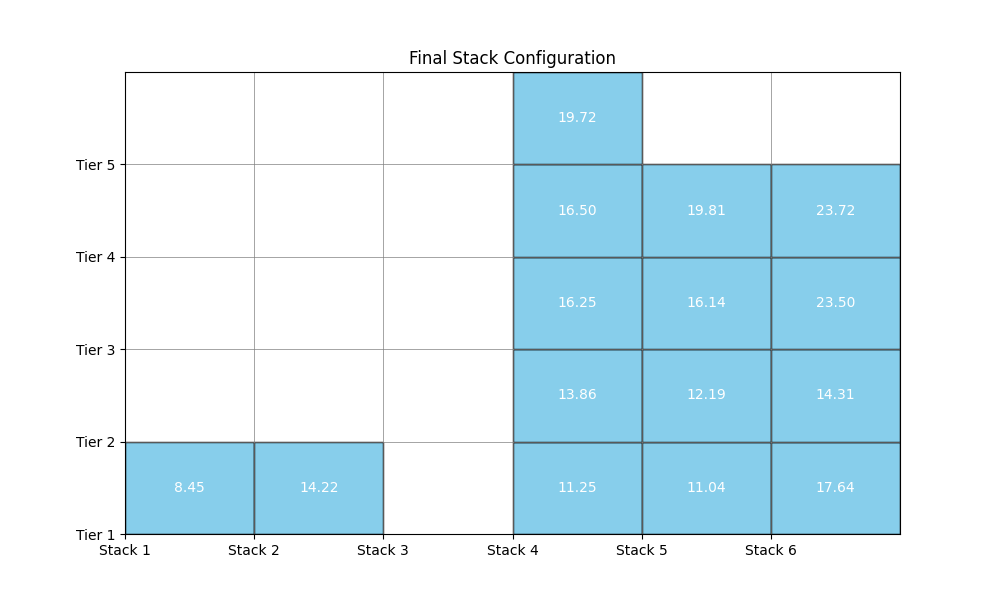 Final Stack Configuration
19.72
Tier 5
16.50 19.81 23.72
Tier 4
16.25 16.14 23.50
Tier 3
13.86 12.19 14.31
Tier 2
8.45 14.22 11.25 11.04 17.64
Tier 1
Stack 1 Stack 2 Stack 3 Stack 4 Stack 5 Stack 6